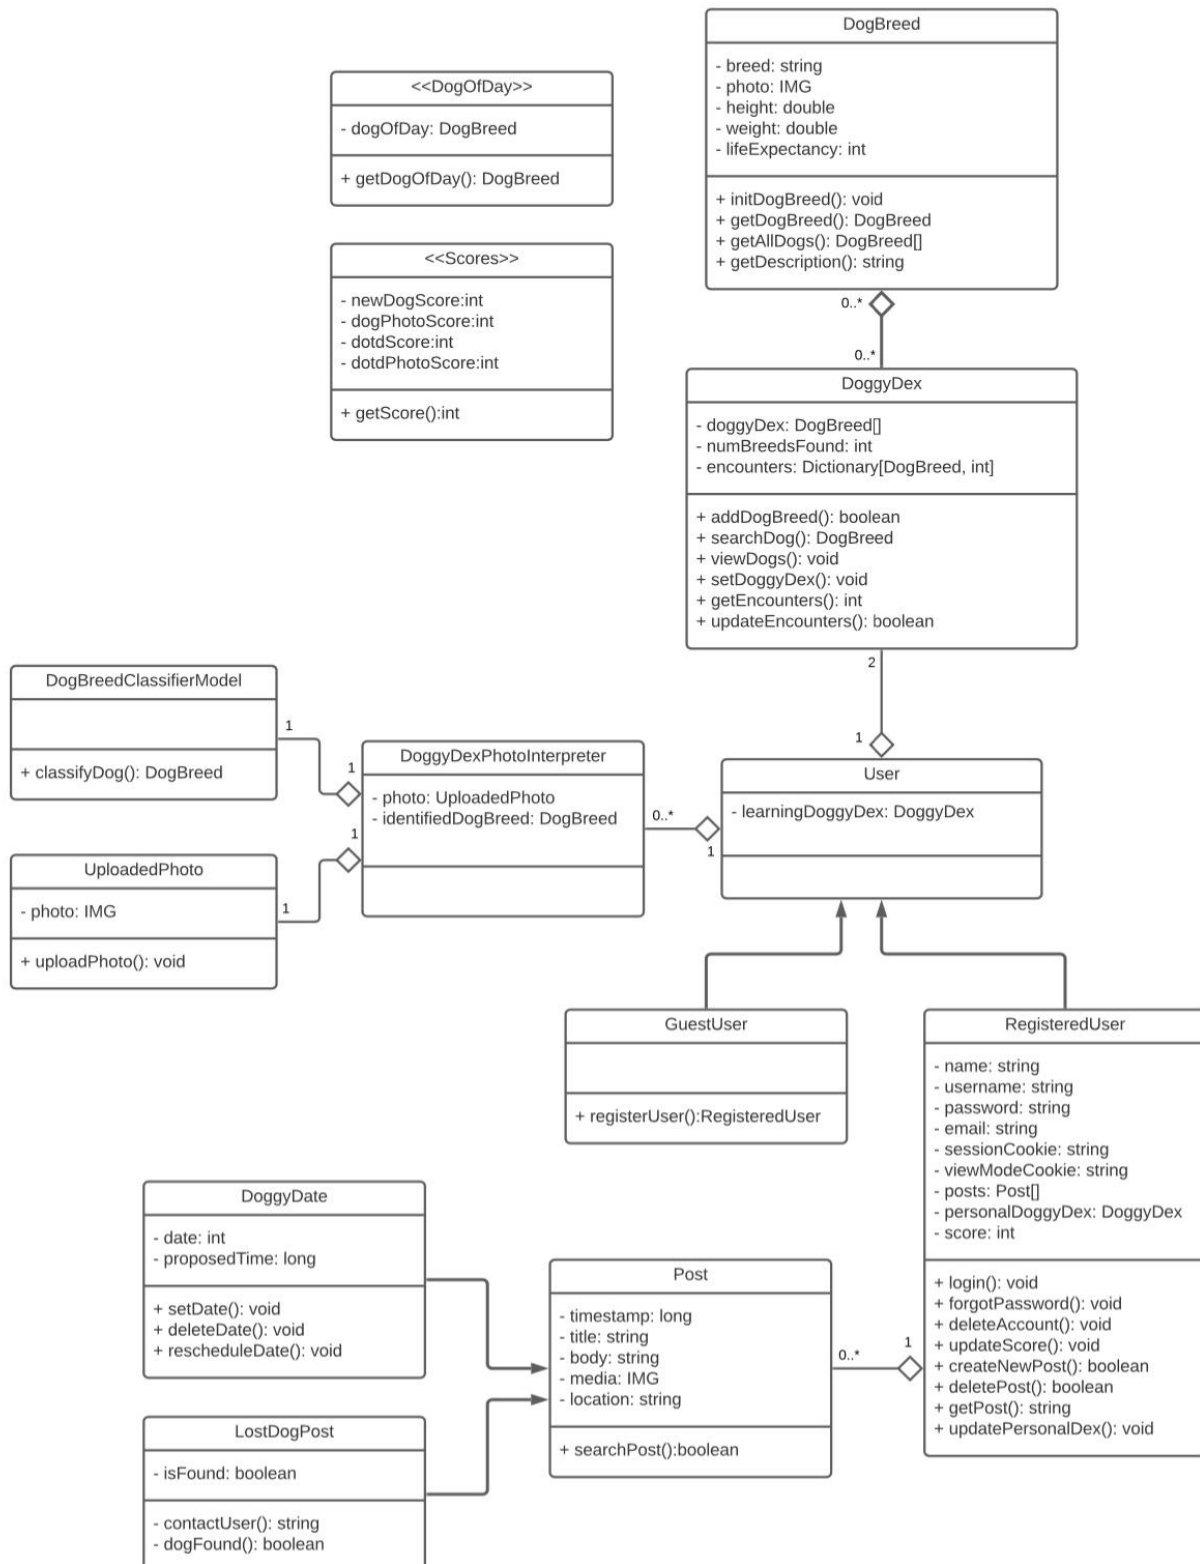 DogBreed
- breed: string
- photo: IMG
- height: double
- weight: double
- lifeExpectancy: int
+ initDogBreed(): void
+ getDogBreed(): DogBreed
+ getAllDogs(): DogBreed[]
+ getDescription(): string
<<DogOfDay>>
- dogOfDay: DogBreed
+ getDogOfDay(): DogBreed
<<Scores>>
- newDogScore:int
- dogPhotoScore:int
- dotdScore:int
- dotdPhotoScore:int
+ getScore():int
0..*
0..*
DoggyDex
- doggyDex: DogBreed[]
- numBreedsFound: int
- encounters: Dictionary[DogBreed, int]
+ addDogBreed(): boolean
+ searchDog(): DogBreed
+ viewDogs(): void
+ setDoggyDex(): void
+ getEncounters(): int
+ updateEncounters(): boolean
2
1
DogBreedClassifierModel
+ classifyDog(): DogBreed
1
1
UploadedPhoto
- photo: IMG
+ uploadPhoto(): void
1
1
DoggyDexPhotoInterpreter
- photo: UploadedPhoto
- identifiedDogBreed: DogBreed
0..*
1
User
- learningDoggyDex: DoggyDex
GuestUser
+ registerUser():RegisteredUser
RegisteredUser
- name: string
- username: string
- password: string
- email: string
- sessionCookie: string
- viewModeCookie: string
- posts: Post[]
- personalDoggyDex: DoggyDex
- score: int
+ login(): void
+ forgotPassword(): void
+ deleteAccount(): void
+ updateScore(): void
+ createNewPost(): boolean
+ deletePost(): boolean
+ getPost(): string
+ updatePersonalDex(): void
DoggyDate
- date: int
- proposedTime: long
+ setDate(): void
+ deleteDate(): void
+ rescheduleDate(): void
Post
- timestamp: long
- title: string
- body: string
- media: IMG
- location: string
+ searchPost():boolean
0..*
1
LostDogPost
- isFound: boolean
- contactUser(): string
- dogFound(): boolean